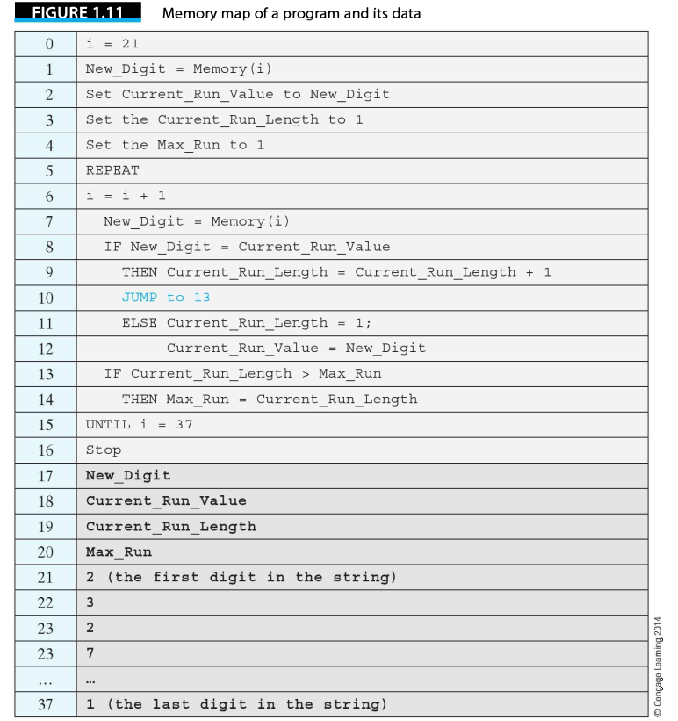 FIGURE 1.11 Memory map of a program and its data
0 i = 21
1 New_Digit = Memory(i)
2 Set Current_Run_Value to New_Digit
3 Set the Current_Run_Length to 1
4 Set the Max_Run to 1
5 REPEAT
6 i = i + 1
7 New_Digit = Memory(i)
8 IF New_Digit = Current_Run_Value
9 THEN Current_Run_Length = Current_Run_Length + 1
10 JUMP to 13
11 ELSE Current_Run_Length = 1;
12 Current_Run_Value = New_Digit
13 IF Current_Run_Length > Max_Run
14 THEN Max_Run = Current_Run_Length
15 UNTIL i = 37
16 Stop
17 New_Digit
18 Current_Run_Value
19 Current_Run_Length
20 Max_Run
21 2 (the first digit in the string)
22 3
23 2
23 7
... ...
37 1 (the last digit in the string)
© Cengage Learning 2014